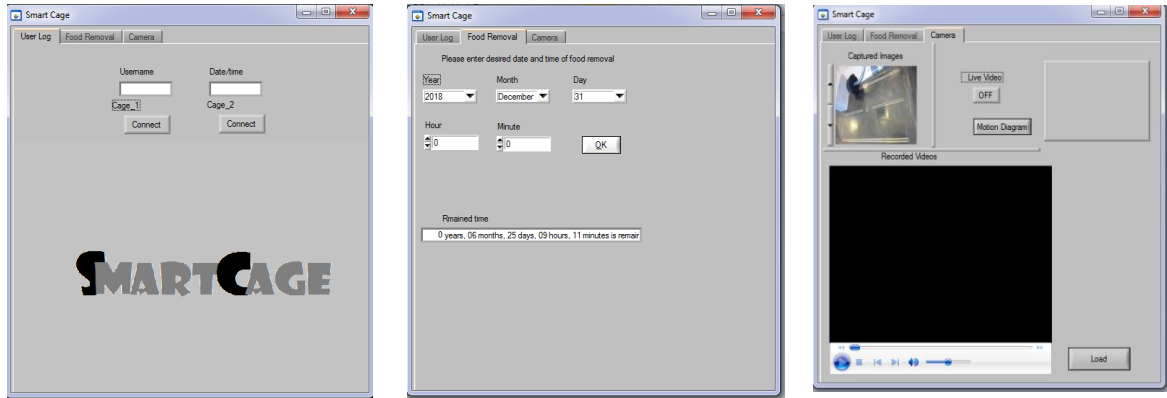 Smart Cage
User Log Food Removal Camera
Username Date/time
Cage_1 Cage_2
Connect Connect
SMARTCAGE
Smart Cage
User Log Food Removal Camera
Please enter desired date and time of food removal
Year Month Day
2018 December 31
Hour Minute
0 0 OK
Rmained time
0 years, 06 months, 25 days, 09 hours, 11 minutes is remair
Smart Cage
User Log Food Removal Camera
Captured Images
Live Video
OFF
Motion Diagram
Recorded Videos
Load